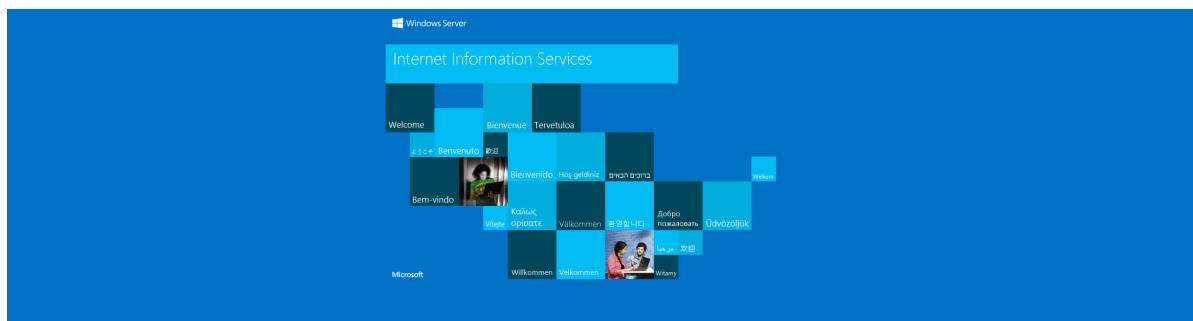 Windows Server
Internet Information Services
Welcome
Bienvenue
Tervetuloa
ようこそ
Benvenuto
歡迎
Bienvenido
Hoş geldiniz
ברוכים הבאים
Welkom
Bem-vindo
Vítejte
Καλώς
ορίσατε
Välkommen
환영합니다
Добро
пожаловать
Üdvözöljük
مرحبا
欢迎
Microsoft
Willkommen
Velkommen
Witamy